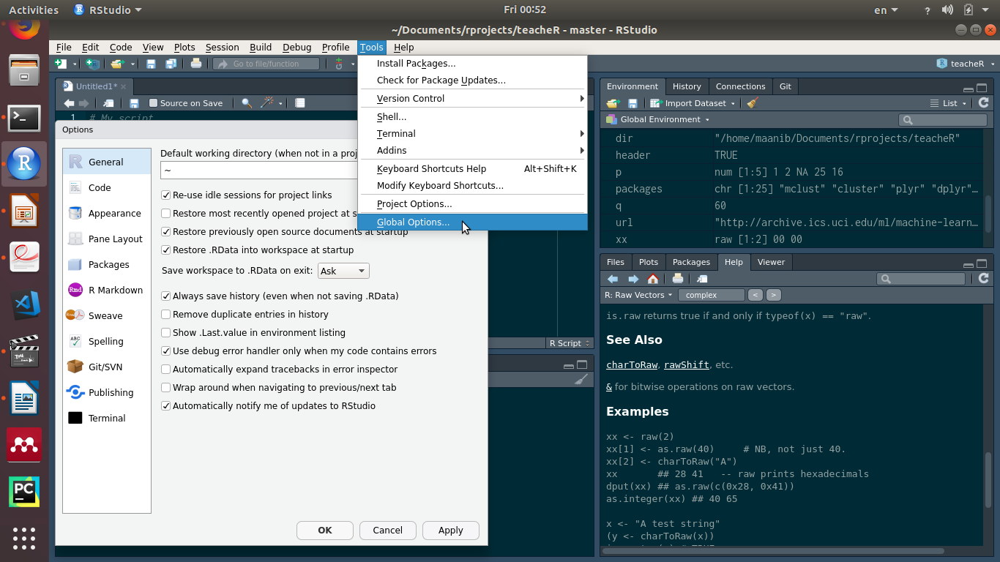 Activities RStudio Fri 00:52 en
~/Documents/rprojects/teacheR - master - RStudio
File Edit Code View Plots Session Build Debug Profile Tools Help
Go to file/function teacheR
Install Packages...
Check for Package Updates...
Version Control
Shell...
Terminal
Addins
Keyboard Shortcuts Help Alt+Shift+K
Modify Keyboard Shortcuts...
Project Options...
Global Options...
Untitled1*
Source on Save
1 # My script
Options
General
Code
Appearance
Pane Layout
Packages
Rmd R Markdown
Sweave
ABC Spelling
Git/SVN
Publishing
Terminal
Default working directory (when not in a proj
~
Re-use idle sessions for project links
Restore most recently opened project at s
Restore previously open source documents at startup
Restore .RData into workspace at startup
Save workspace to .RData on exit: Ask
Always save history (even when not saving .RData)
Remove duplicate entries in history
Show .Last.value in environment listing
Use debug error handler only when my code contains errors
Automatically expand tracebacks in error inspector
Wrap around when navigating to previous/next tab
Automatically notify me of updates to RStudio
OK Cancel Apply
R Script
Environment History Connections Git
Import Dataset List
Global Environment
dir "/home/maanib/Documents/rprojects/teacheR"
header TRUE
p num [1:5] 1 2 NA 25 16
packages chr [1:25] "mclust" "cluster" "plyr" "dplyr"…
q 60
url "http://archive.ics.uci.edu/ml/machine-learn…
xx raw [1:2] 00 00
Files Plots Packages Help Viewer
R: Raw Vectors complex < >
is.raw returns true if and only if typeof(x) == "raw".
See Also
charToRaw, rawShift, etc.
& for bitwise operations on raw vectors.
Examples
xx <- raw(2)
xx[1] <- as.raw(40) # NB, not just 40.
xx[2] <- charToRaw("A")
xx ## 28 41 -- raw prints hexadecimals
dput(xx) ## as.raw(c(0x28, 0x41))
as.integer(xx) ## 40 65
x <- "A test string"
(y <- charToRaw(x))
PC